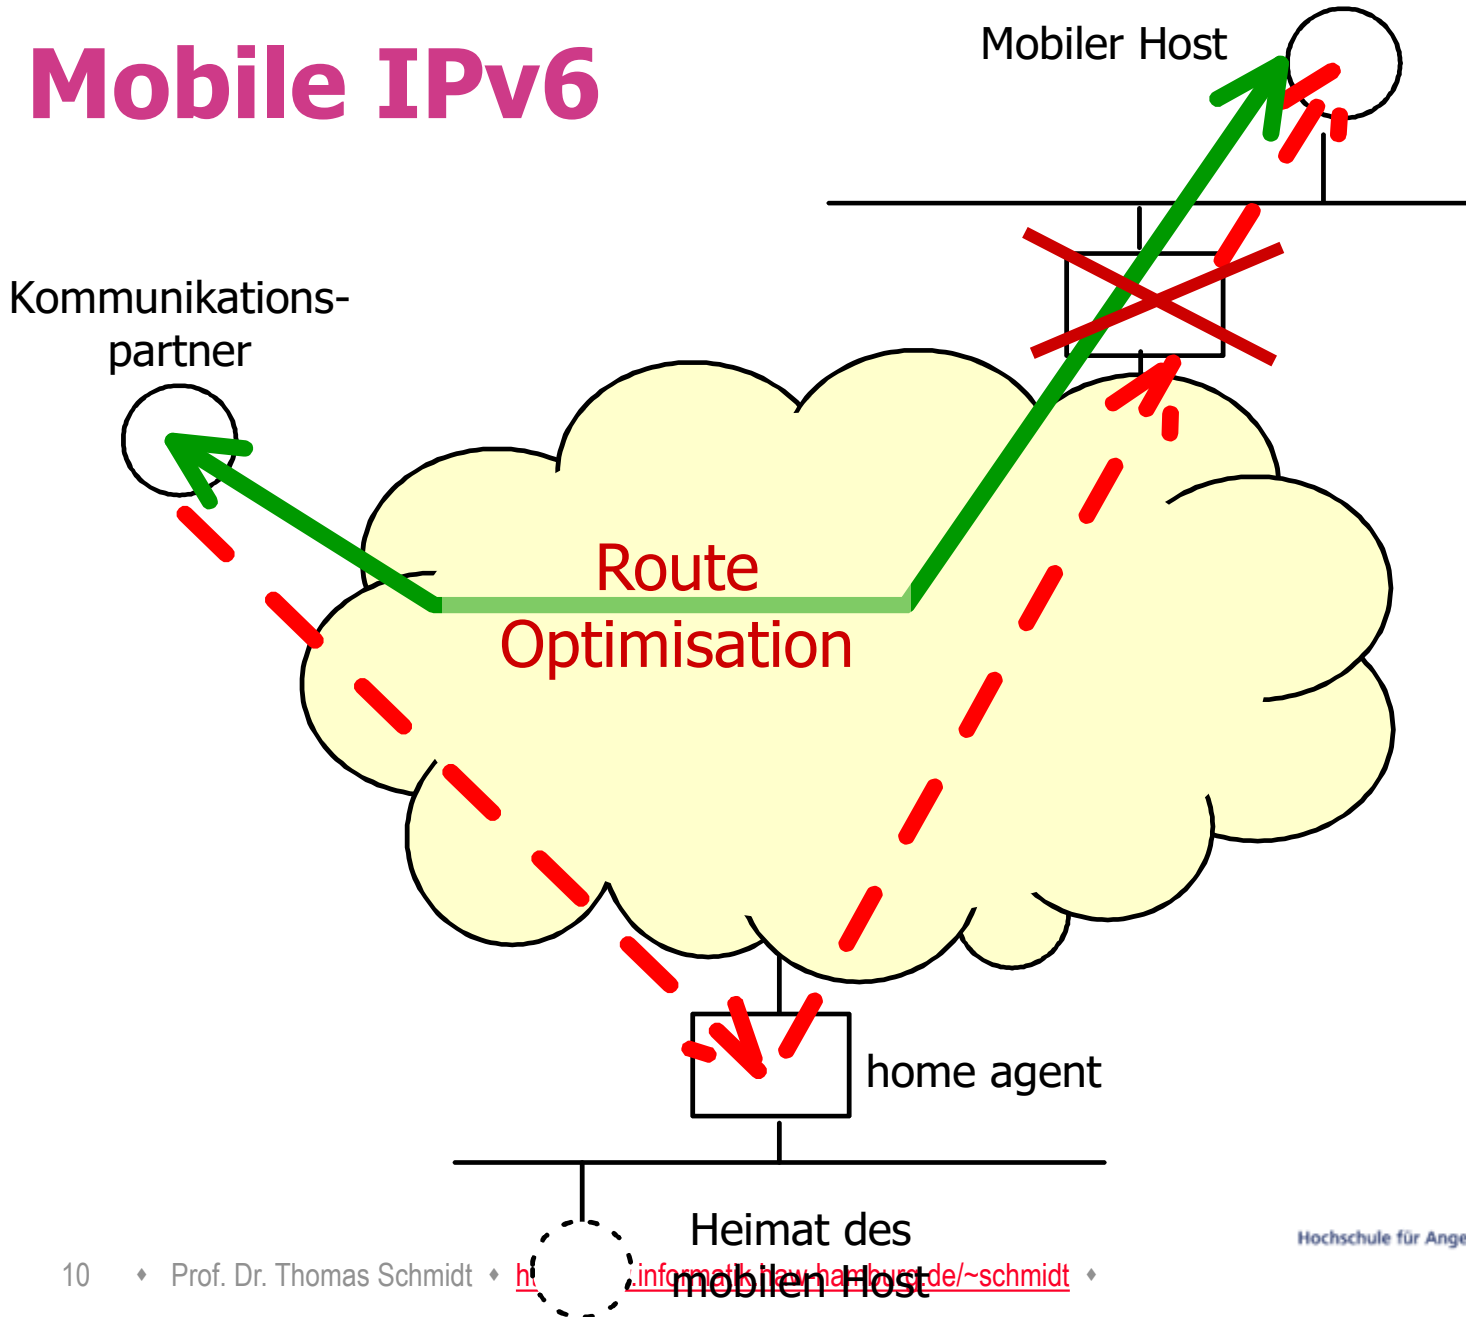 Mobile IPv6
Mobiler Host
Kommunikations-
partner
Route
Optimisation
home agent
Heimat des
mobilen Host
Hochschule für Ange
10 ⬩ Prof. Dr. Thomas Schmidt ⬩ .informatik.haw-hamburg.de/~schmidt ⬩